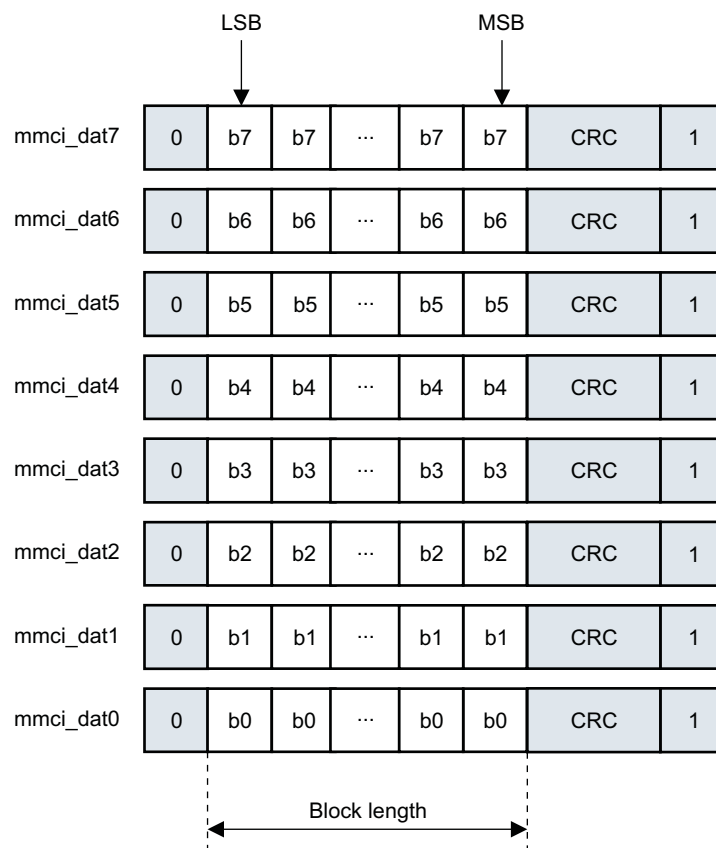 LSB MSB
mmci_dat7 0 b7 b7 ... b7 b7 CRC 1
mmci_dat6 0 b6 b6 ... b6 b6 CRC 1
mmci_dat5 0 b5 b5 ... b5 b5 CRC 1
mmci_dat4 0 b4 b4 ... b4 b4 CRC 1
mmci_dat3 0 b3 b3 ... b3 b3 CRC 1
mmci_dat2 0 b2 b2 ... b2 b2 CRC 1
mmci_dat1 0 b1 b1 ... b1 b1 CRC 1
mmci_dat0 0 b0 b0 ... b0 b0 CRC 1
Block length